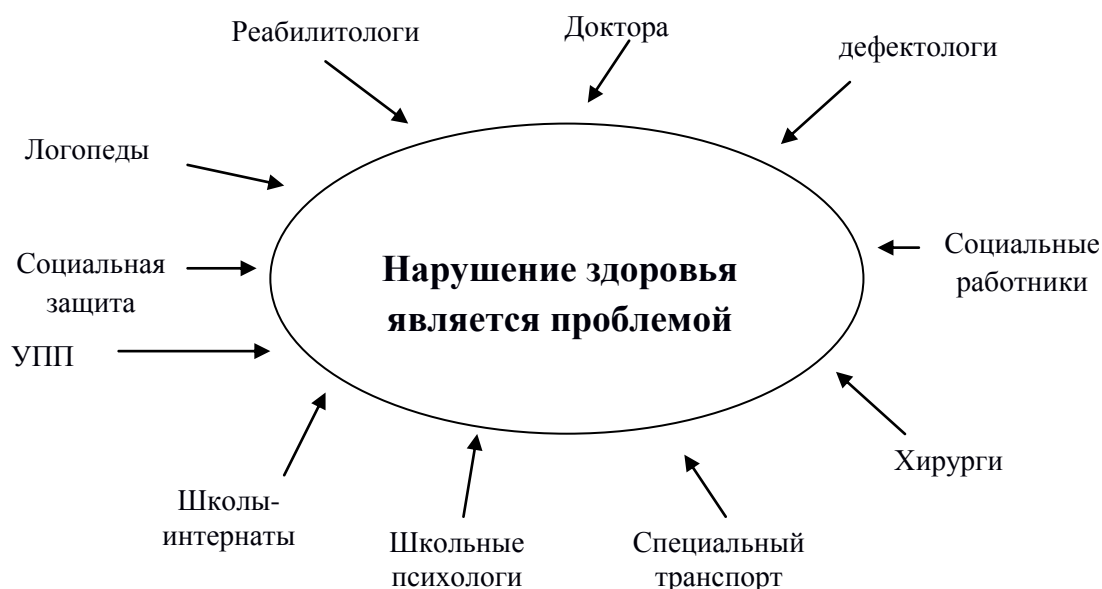 Реабилитологи
Доктора
дефектологи
Логопеды
Социальная
защита
Нарушение здоровья
является проблемой
Социальные
работники
УПП
Хирурги
Школы-
интернаты
Школьные
психологи
Специальный
транспорт